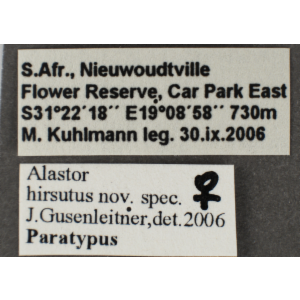 S.Afr., Nieuwoudtville
Flower Reserve, Car Park East
S31°22´18´´ E19°08´58´´ 730m
M. Kuhlmann leg. 30.ix.2006
Alastor
hirsutus nov. spec. ♀
J.Gusenleitner,det.2006
Paratypus